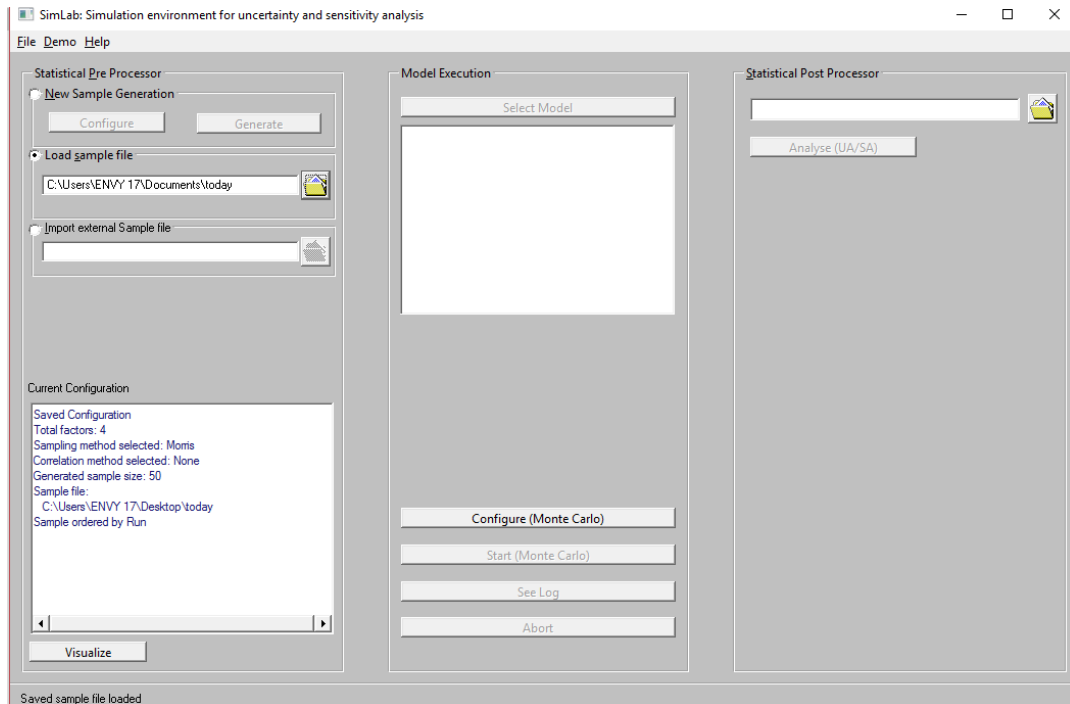 SimLab: Simulation environment for uncertainty and sensitivity analysis
File Demo Help
Statistical Pre Processor
New Sample Generation
Configure
Generate
Load sample file
C:\Users\ENVY 17\Documents\today
Import external Sample file
Current Configuration
Saved Configuration
Total factors: 4
Sampling method selected: Morris
Correlation method selected: None
Generated sample size: 50
Sample file:
C:\Users\ENVY 17\Desktop\today
Sample ordered by Run
Visualize
Model Execution
Select Model
Configure (Monte Carlo)
Start (Monte Carlo)
See Log
Abort
Statistical Post Processor
Analyse (UA/SA)
Saved sample file loaded